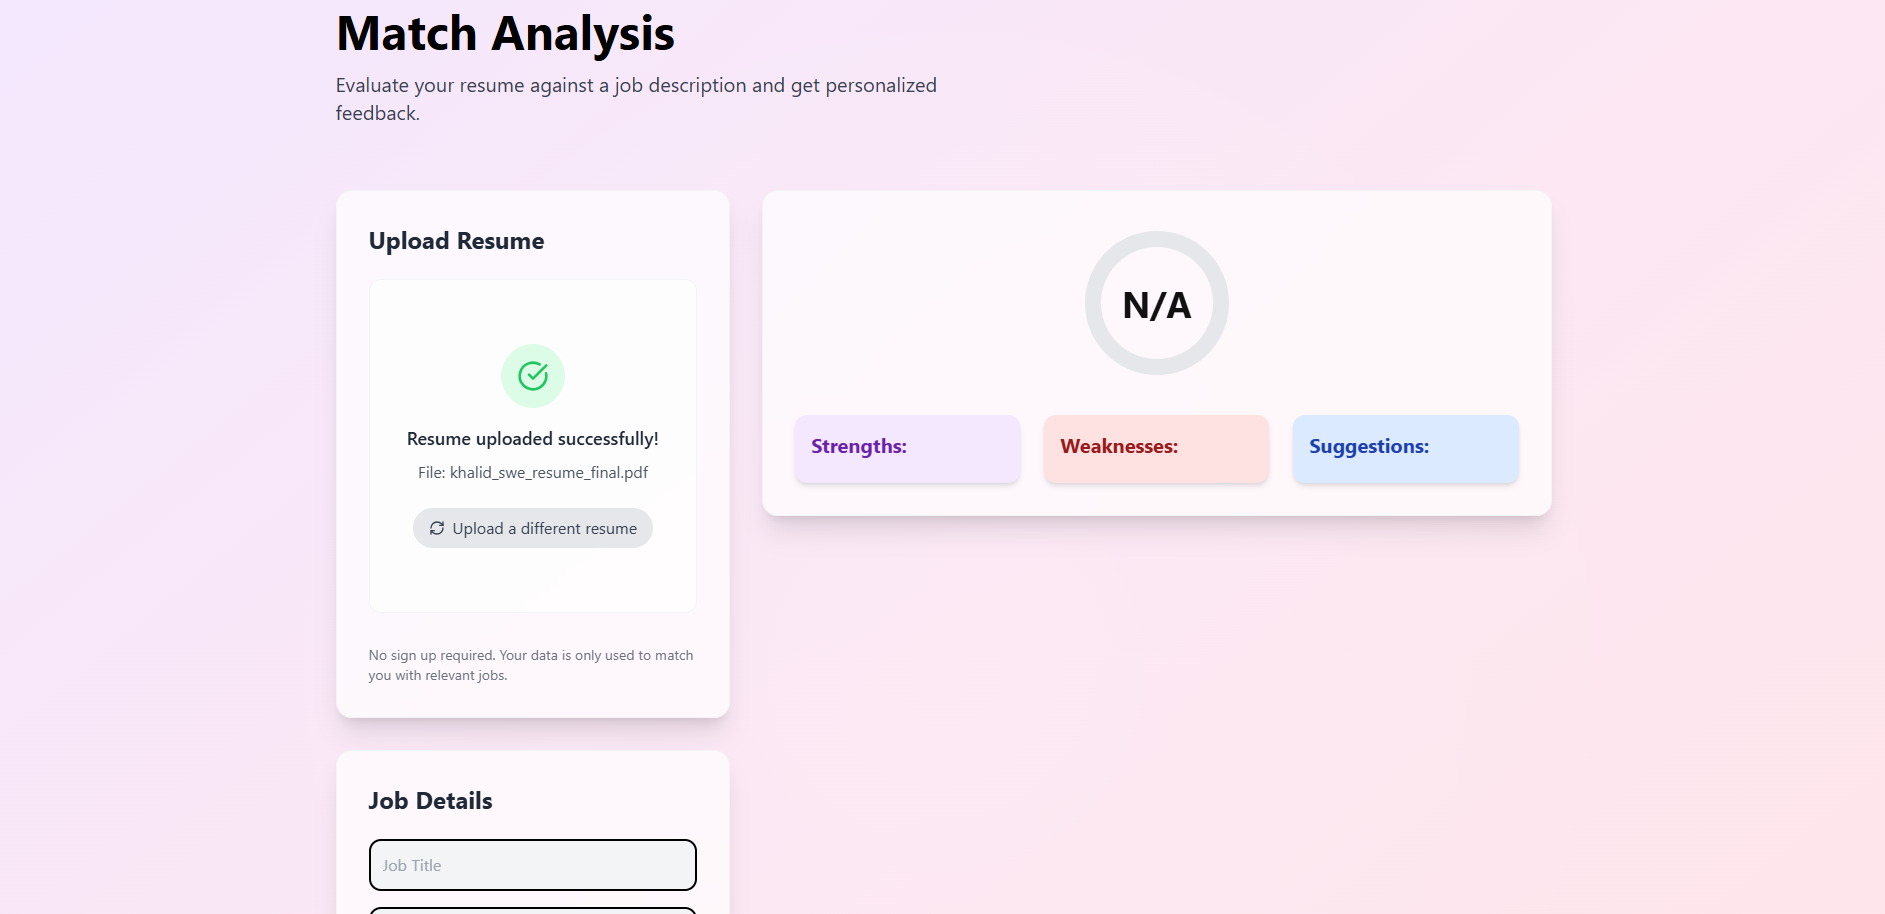 Match Analysis
Evaluate your resume against a job description and get personalized
feedback.
Upload Resume
Resume uploaded successfully!
File: khalid_swe_resume_final.pdf
Upload a different resume
No sign up required. Your data is only used to match
you with relevant jobs.
Job Details
Job Title
N/A
Strengths:
Weaknesses:
Suggestions: